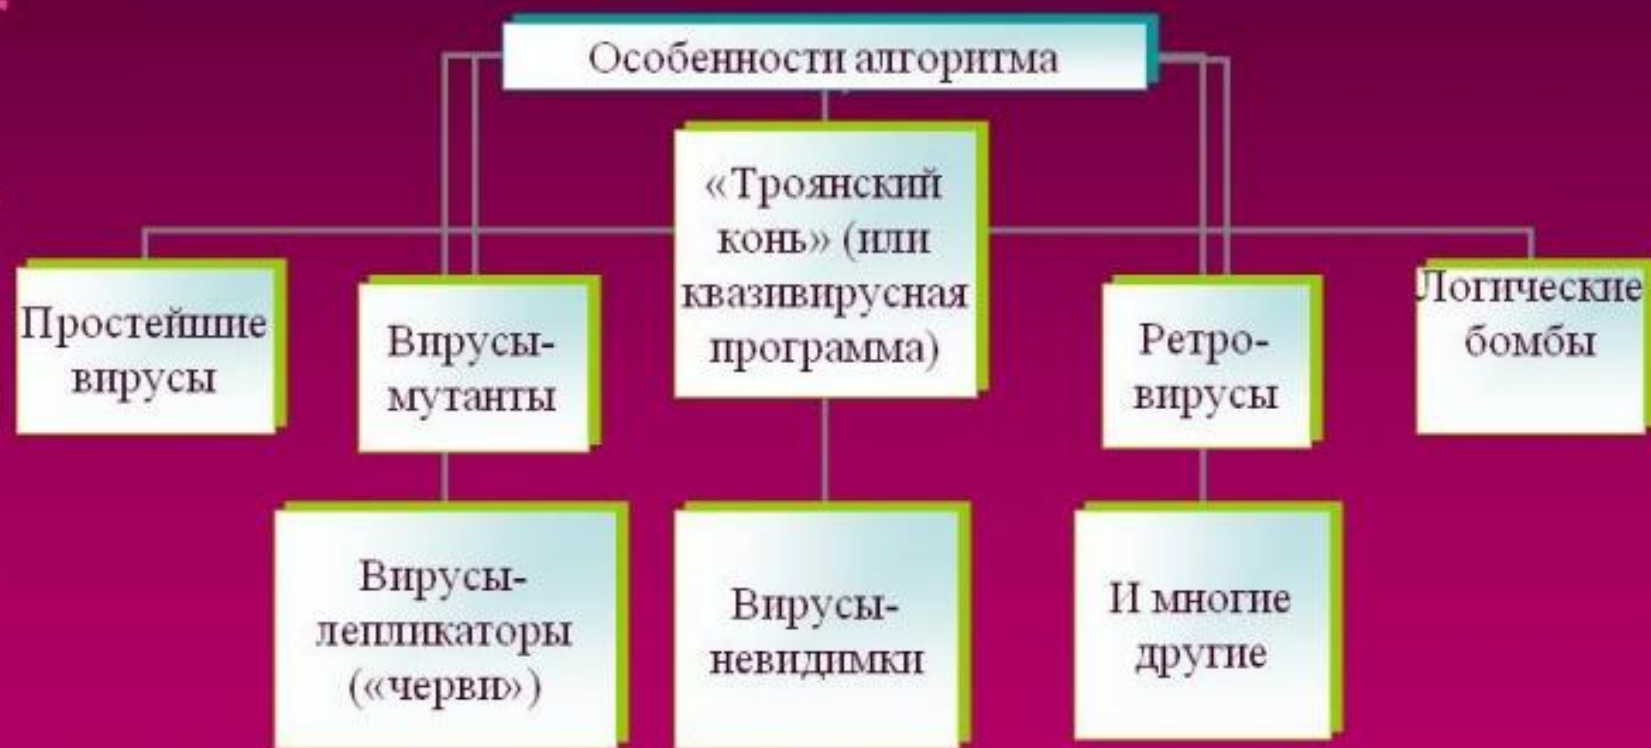 Особенности алгоритма
«Троянский
конь» (или
квазивирусная
программа)
Простейшие
вирусы
Вирусы-
мутанты
Ретро-
вирусы
Логические
бомбы
Вирусы-
лепликаторы
(«черви»)
Вирусы-
невидимки
И многие
другие